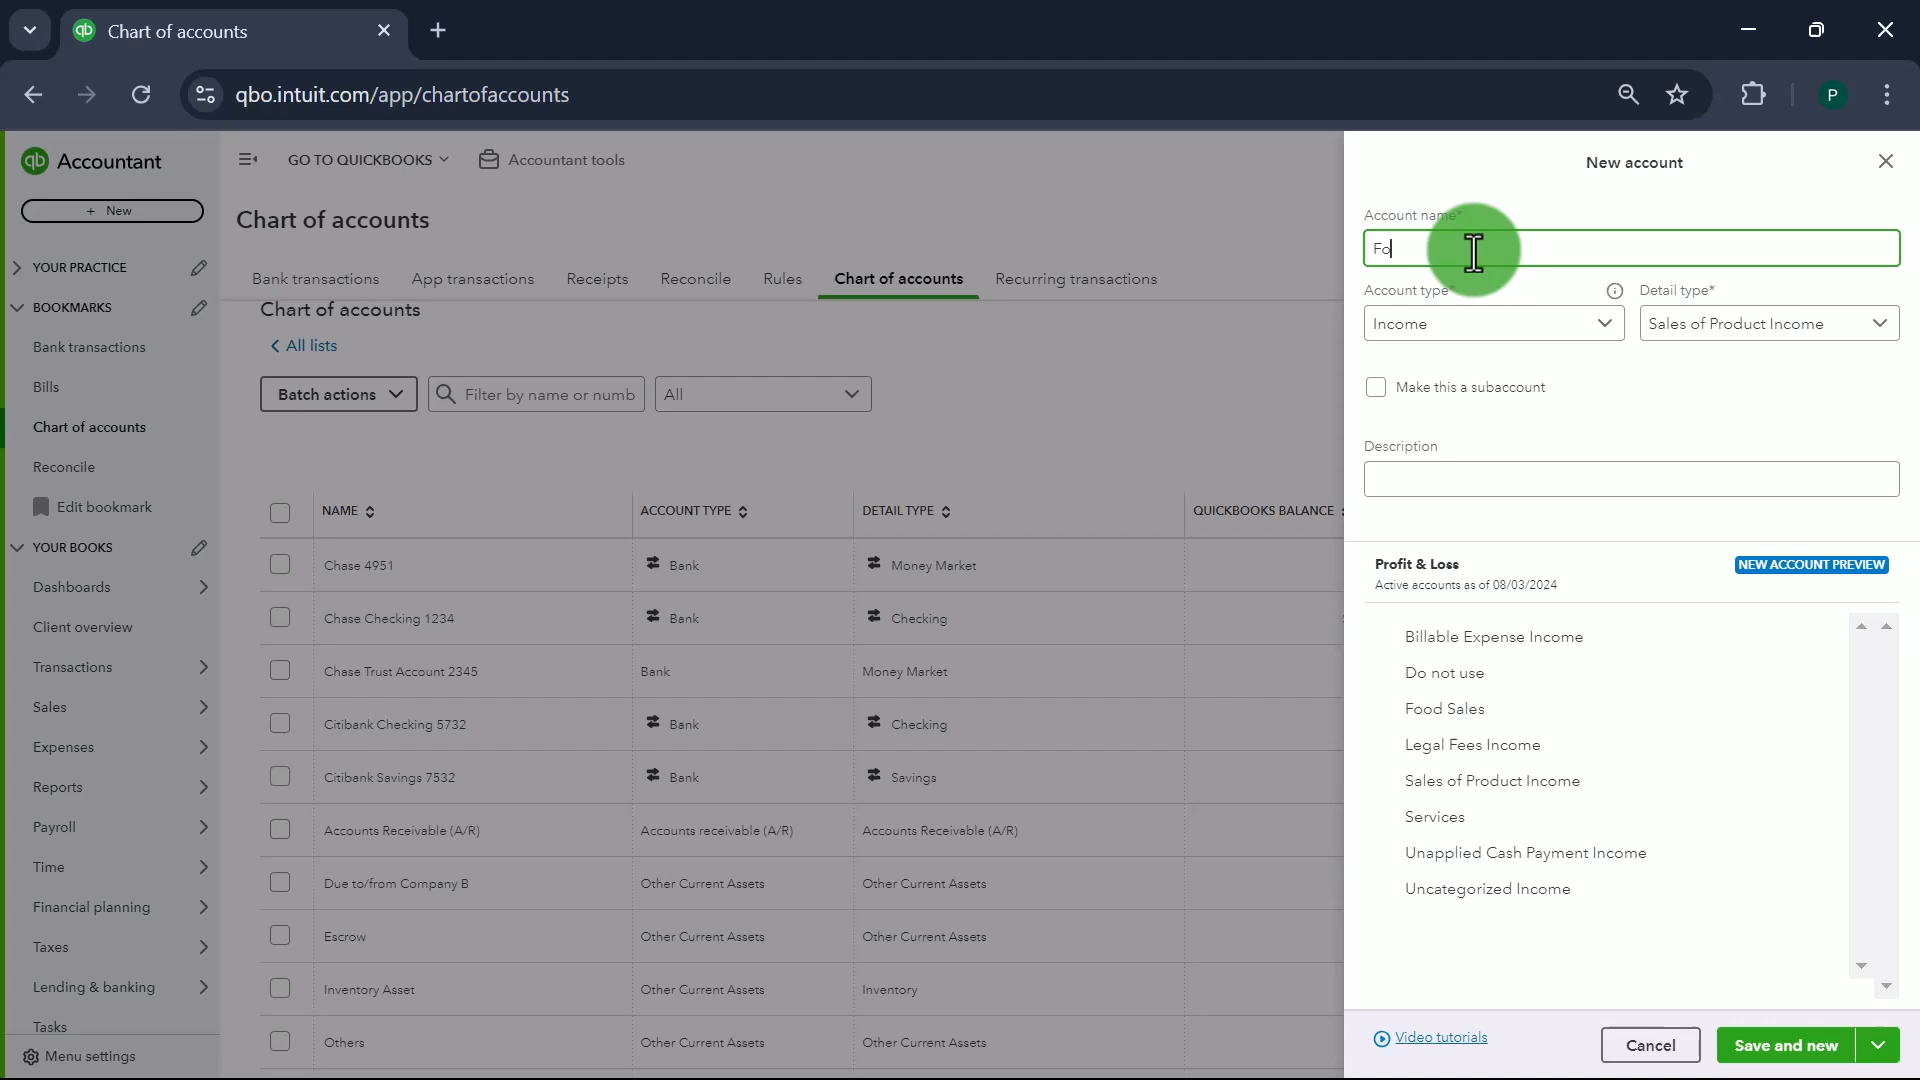 Chart of accounts
qbo.intuit.com/app/chartofaccounts
P
qb Accountant
GO TO QUICKBOOKS
Accountant tools
+ New
Chart of accounts
YOUR PRACTICE
BOOKMARKS
Bank transactions
Bills
Chart of accounts
Reconcile
Edit bookmark
YOUR BOOKS
Dashboards
Client overview
Transactions
Sales
Expenses
Reports
Payroll
Time
Financial planning
Taxes
Lending & banking
Tasks
Menu settings
Bank transactions App transactions Receipts Reconcile Rules Chart of accounts Recurring transactions
Chart of accounts
All lists
Batch actions Filter by name or numb All
NAME ACCOUNT TYPE DETAIL TYPE QUICKBOOKS BALANCE
Chase 4951 Bank Money Market
Chase Checking 1234 Bank Checking
Chase Trust Account 2345 Bank Money Market
Citibank Checking 5732 Bank Checking
Citibank Savings 7532 Bank Savings
Accounts Receivable (A/R) Accounts receivable (A/R) Accounts Receivable (A/R)
Due to/from Company B Other Current Assets Other Current Assets
Escrow Other Current Assets Other Current Assets
Inventory Asset Other Current Assets Inventory
Others Other Current Assets Other Current Assets
New account
Account name*
Fo
Account type* Detail type*
Income Sales of Product Income
Make this a subaccount
Description
Profit & Loss NEW ACCOUNT PREVIEW
Active accounts as of 08/03/2024
Billable Expense Income
Do not use
Food Sales
Legal Fees Income
Sales of Product Income
Services
Unapplied Cash Payment Income
Uncategorized Income
Video tutorials Cancel Save and new